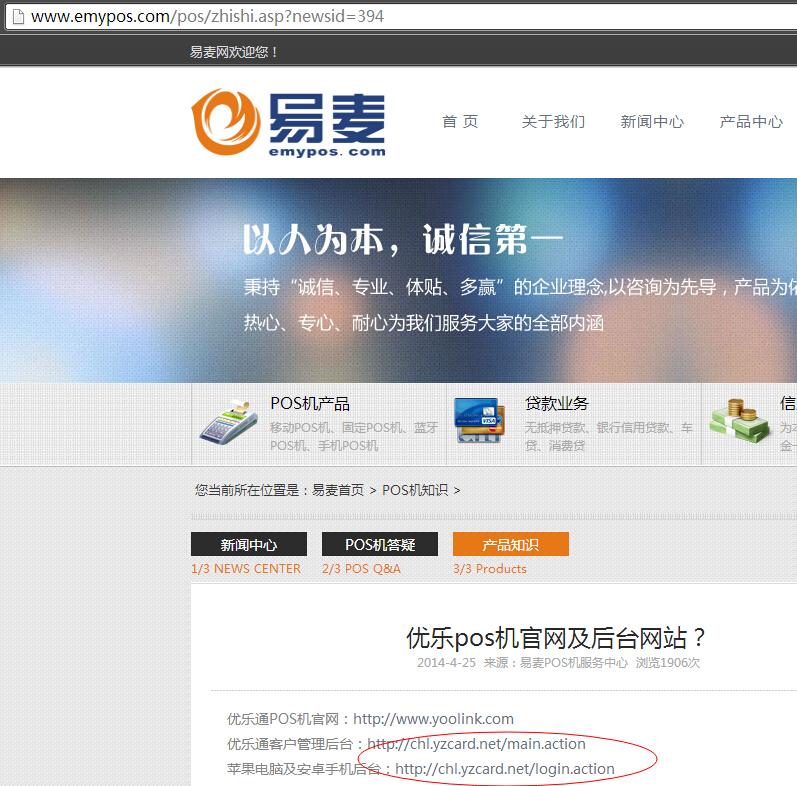 www.emypos.com/pos/zhishi.asp?newsid=394
易麦网欢迎您！
易麦
emypos.com
首 页 关于我们 新闻中心 产品中心
以人为本，诚信第一
秉持“诚信、专业、体贴、多赢”的企业理念,以咨询为先导，产品为依
热心、专心、耐心为我们服务大家的全部内涵
POS机产品
移动POS机、固定POS机、蓝牙
POS机、手机POS机
VISA
贷款业务
无抵押贷款、银行信用贷款、车
贷、消费贷
信
为本
金一
您当前所在位置是：易麦首页 > POS机知识 >
新闻中心 POS机答疑 产品知识
1/3 NEWS CENTER 2/3 POS Q&A 3/3 Products
优乐pos机官网及后台网站？
2014-4-25 来源：易麦POS机服务中心 浏览1906次
优乐通POS机官网：http://www.yoolink.com
优乐通客户管理后台：http://chl.yzcard.net/main.action
苹果电脑及安卓手机后台：http://chl.yzcard.net/login.action